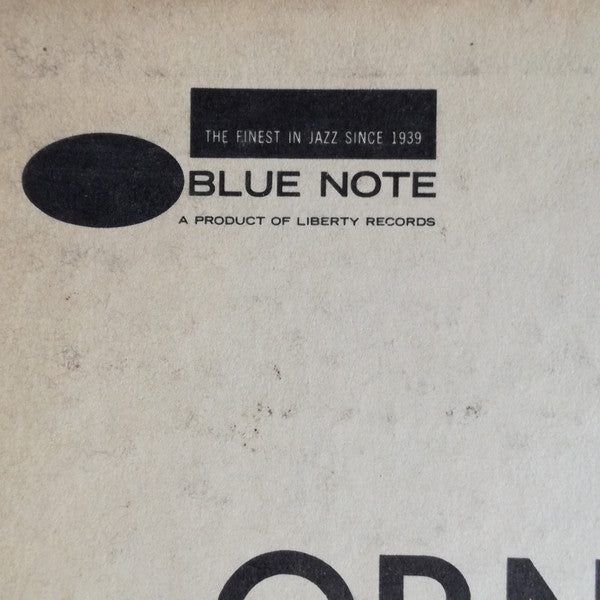 THE FINEST IN JAZZ SINCE 1939
BLUE NOTE
A PRODUCT OF LIBERTY RECORDS